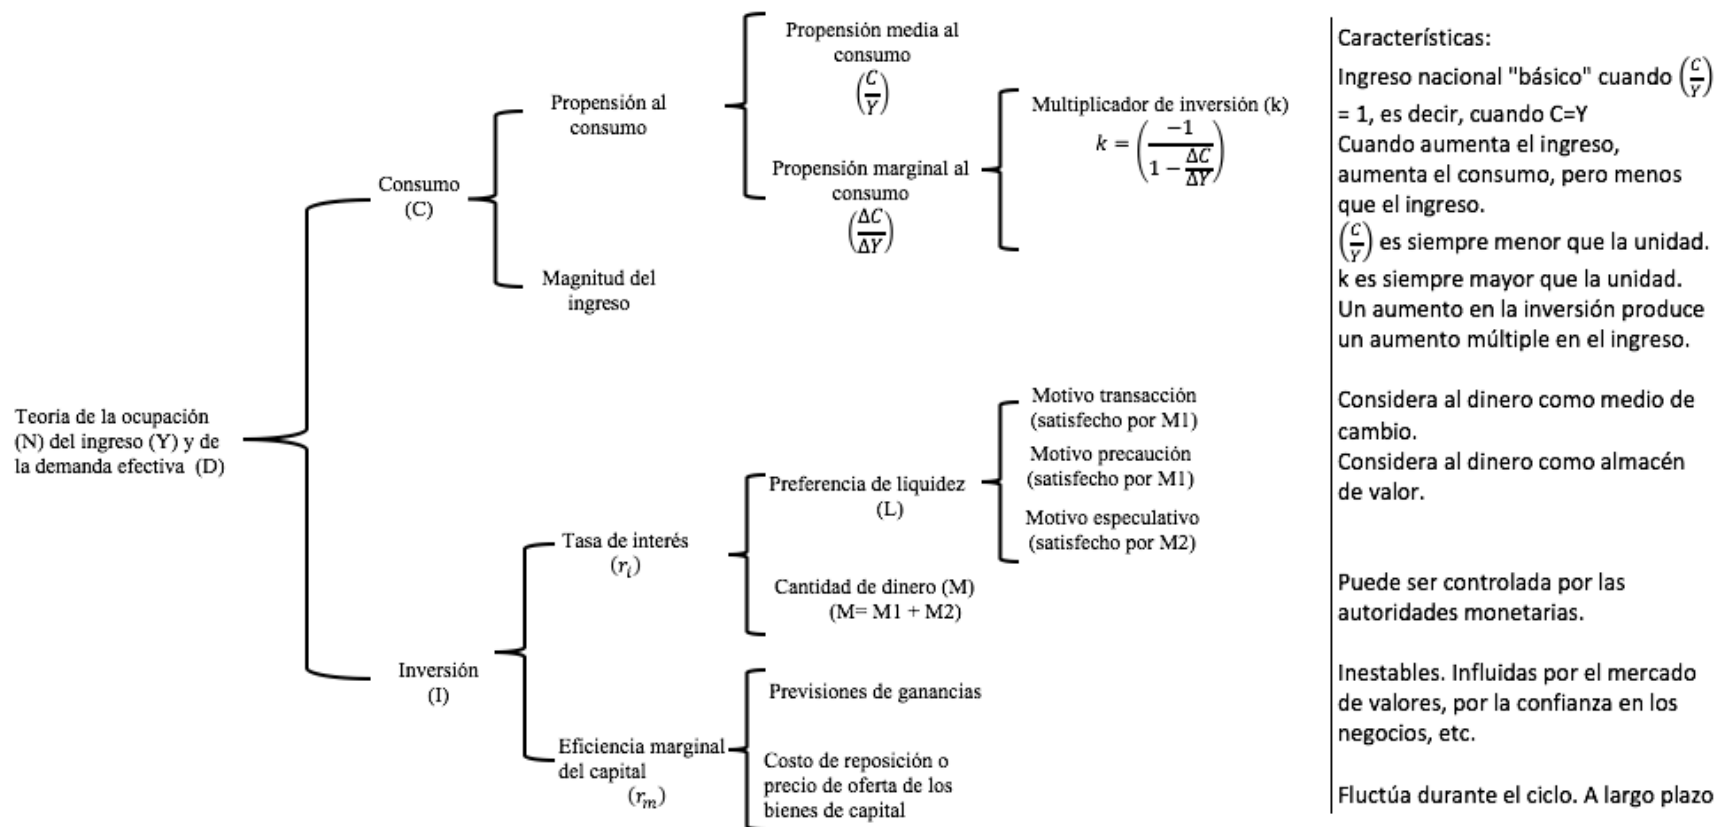 Teoría de la ocupación
(N) del ingreso (Y) y de
la demanda efectiva (D)
Consumo
(C)
Propensión al
consumo
Propensión media al
consumo
(C/Y)
Propensión marginal al
consumo
(ΔC/ΔY)
Multiplicador de inversión (k)
k = (-1/(1 − ΔC/ΔY))
Magnitud del
ingreso
Inversión
(I)
Tasa de interés
(r_i)
Preferencia de liquidez
(L)
Motivo transacción
(satisfecho por M1)
Motivo precaución
(satisfecho por M1)
Motivo especulativo
(satisfecho por M2)
Cantidad de dinero (M)
(M= M1 + M2)
Eficiencia marginal
del capital
(r_m)
Previsiones de ganancias
Costo de reposición o
precio de oferta de los
bienes de capital
Características:
Ingreso nacional "básico" cuando (C/Y)
= 1, es decir, cuando C=Y
Cuando aumenta el ingreso,
aumenta el consumo, pero menos
que el ingreso.
(C/Y) es siempre menor que la unidad.
k es siempre mayor que la unidad.
Un aumento en la inversión produce
un aumento múltiple en el ingreso.
Considera al dinero como medio de
cambio.
Considera al dinero como almacén
de valor.
Puede ser controlada por las
autoridades monetarias.
Inestables. Influidas por el mercado
de valores, por la confianza en los
negocios, etc.
Fluctúa durante el ciclo. A largo plazo